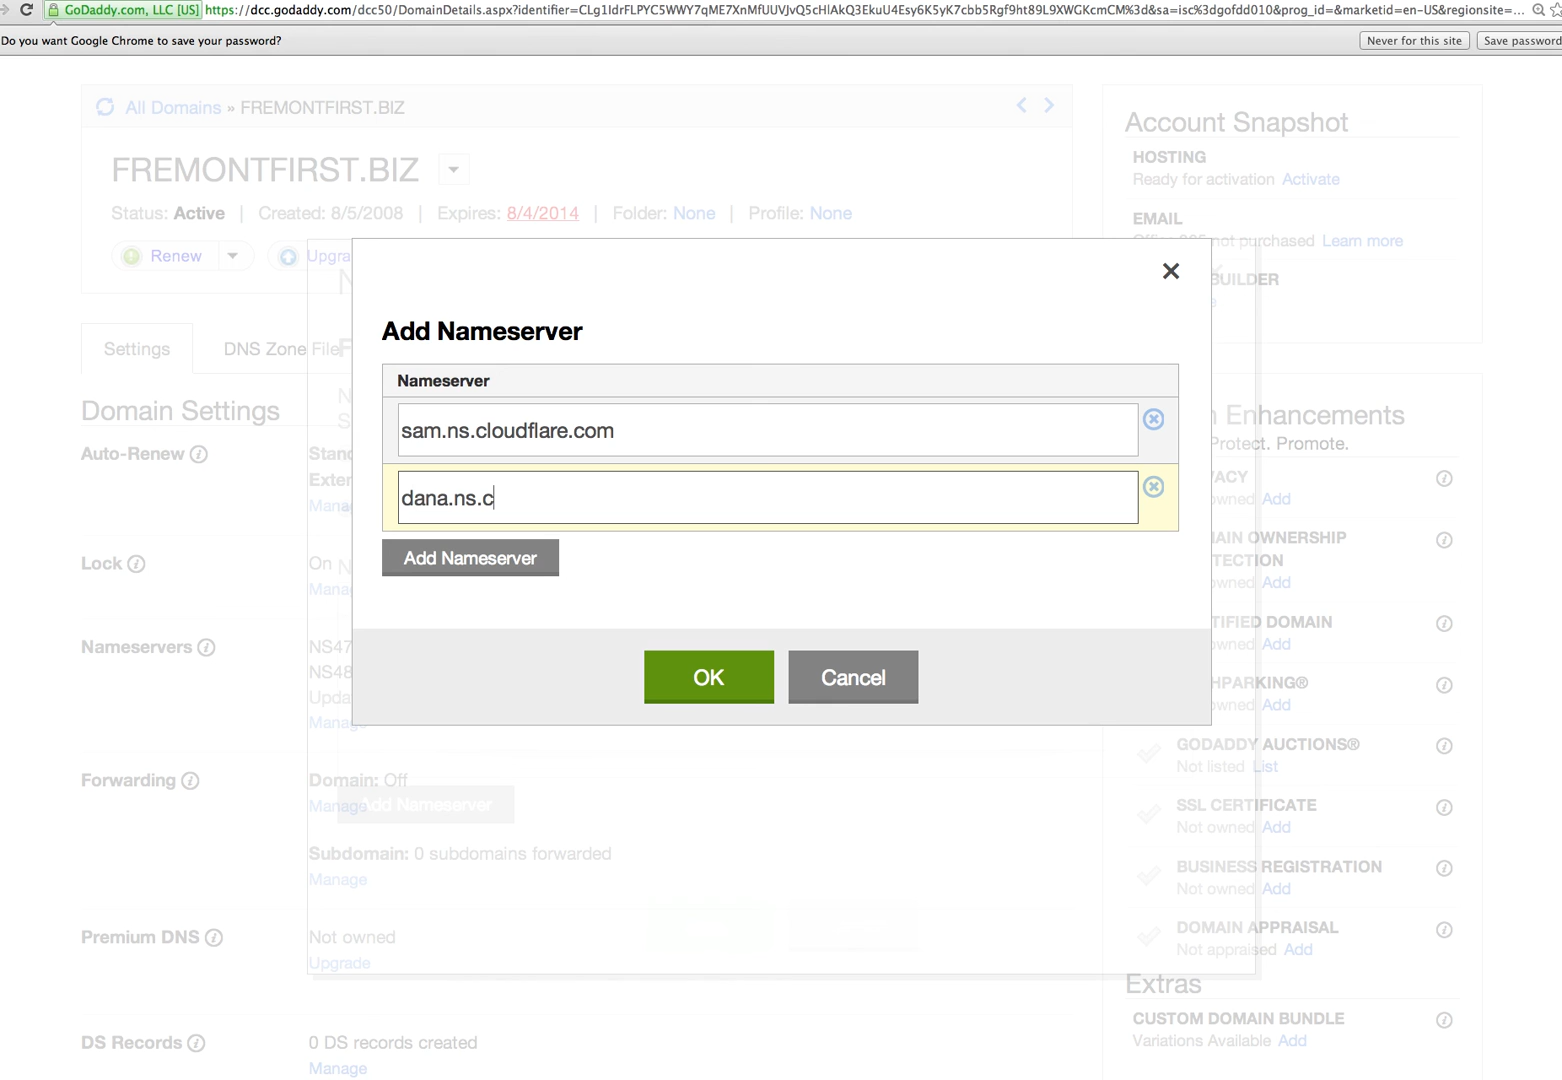 GoDaddy.com, LLC [US] https://dcc.godaddy.com/dcc50/DomainDetails.aspx?identifier=CLg1IdrFLPYC5WWY7qME7XnMfUUVJvQ5cHlAkQ3EkuU4Esy6K5yK7cbb5Rgf9ht89L9XWGKcmCM%3d&sa=isc%3dgofdd010&prog_id=&marketid=en-US&regionsite=...
Do you want Google Chrome to save your password? Never for this site Save password
All Domains » FREMONTFIRST.BIZ
FREMONTFIRST.BIZ
Status: Active | Created: 8/5/2008 | Expires: 8/4/2014 | Folder: None | Profile: None
Renew Upgra
Settings DNS Zone File
Domain Settings
Auto-Renew
Stand
Exter
Manag
Lock
On
Manag
Nameservers
NS47
NS48
Upda
Manage
Forwarding
Domain: Off
Manage
Add Nameserver
Subdomain: 0 subdomains forwarded
Manage
Premium DNS
Not owned
Upgrade
DS Records
0 DS records created
Manage
Add Nameserver
Nameserver
sam.ns.cloudflare.com
dana.ns.c
Add Nameserver
OK Cancel
Account Snapshot
HOSTING
Ready for activation Activate
EMAIL
Office 365 not purchased Learn more
BUILDER
Enhancements
Protect. Promote.
ACY
owned Add
AIN OWNERSHIP
TECTION
owned Add
TIFIED DOMAIN
owned Add
HPARKING®
owned Add
GODADDY AUCTIONS®
Not listed List
SSL CERTIFICATE
Not owned Add
BUSINESS REGISTRATION
Not owned Add
DOMAIN APPRAISAL
Not appraised Add
Extras
CUSTOM DOMAIN BUNDLE
Variations Available Add